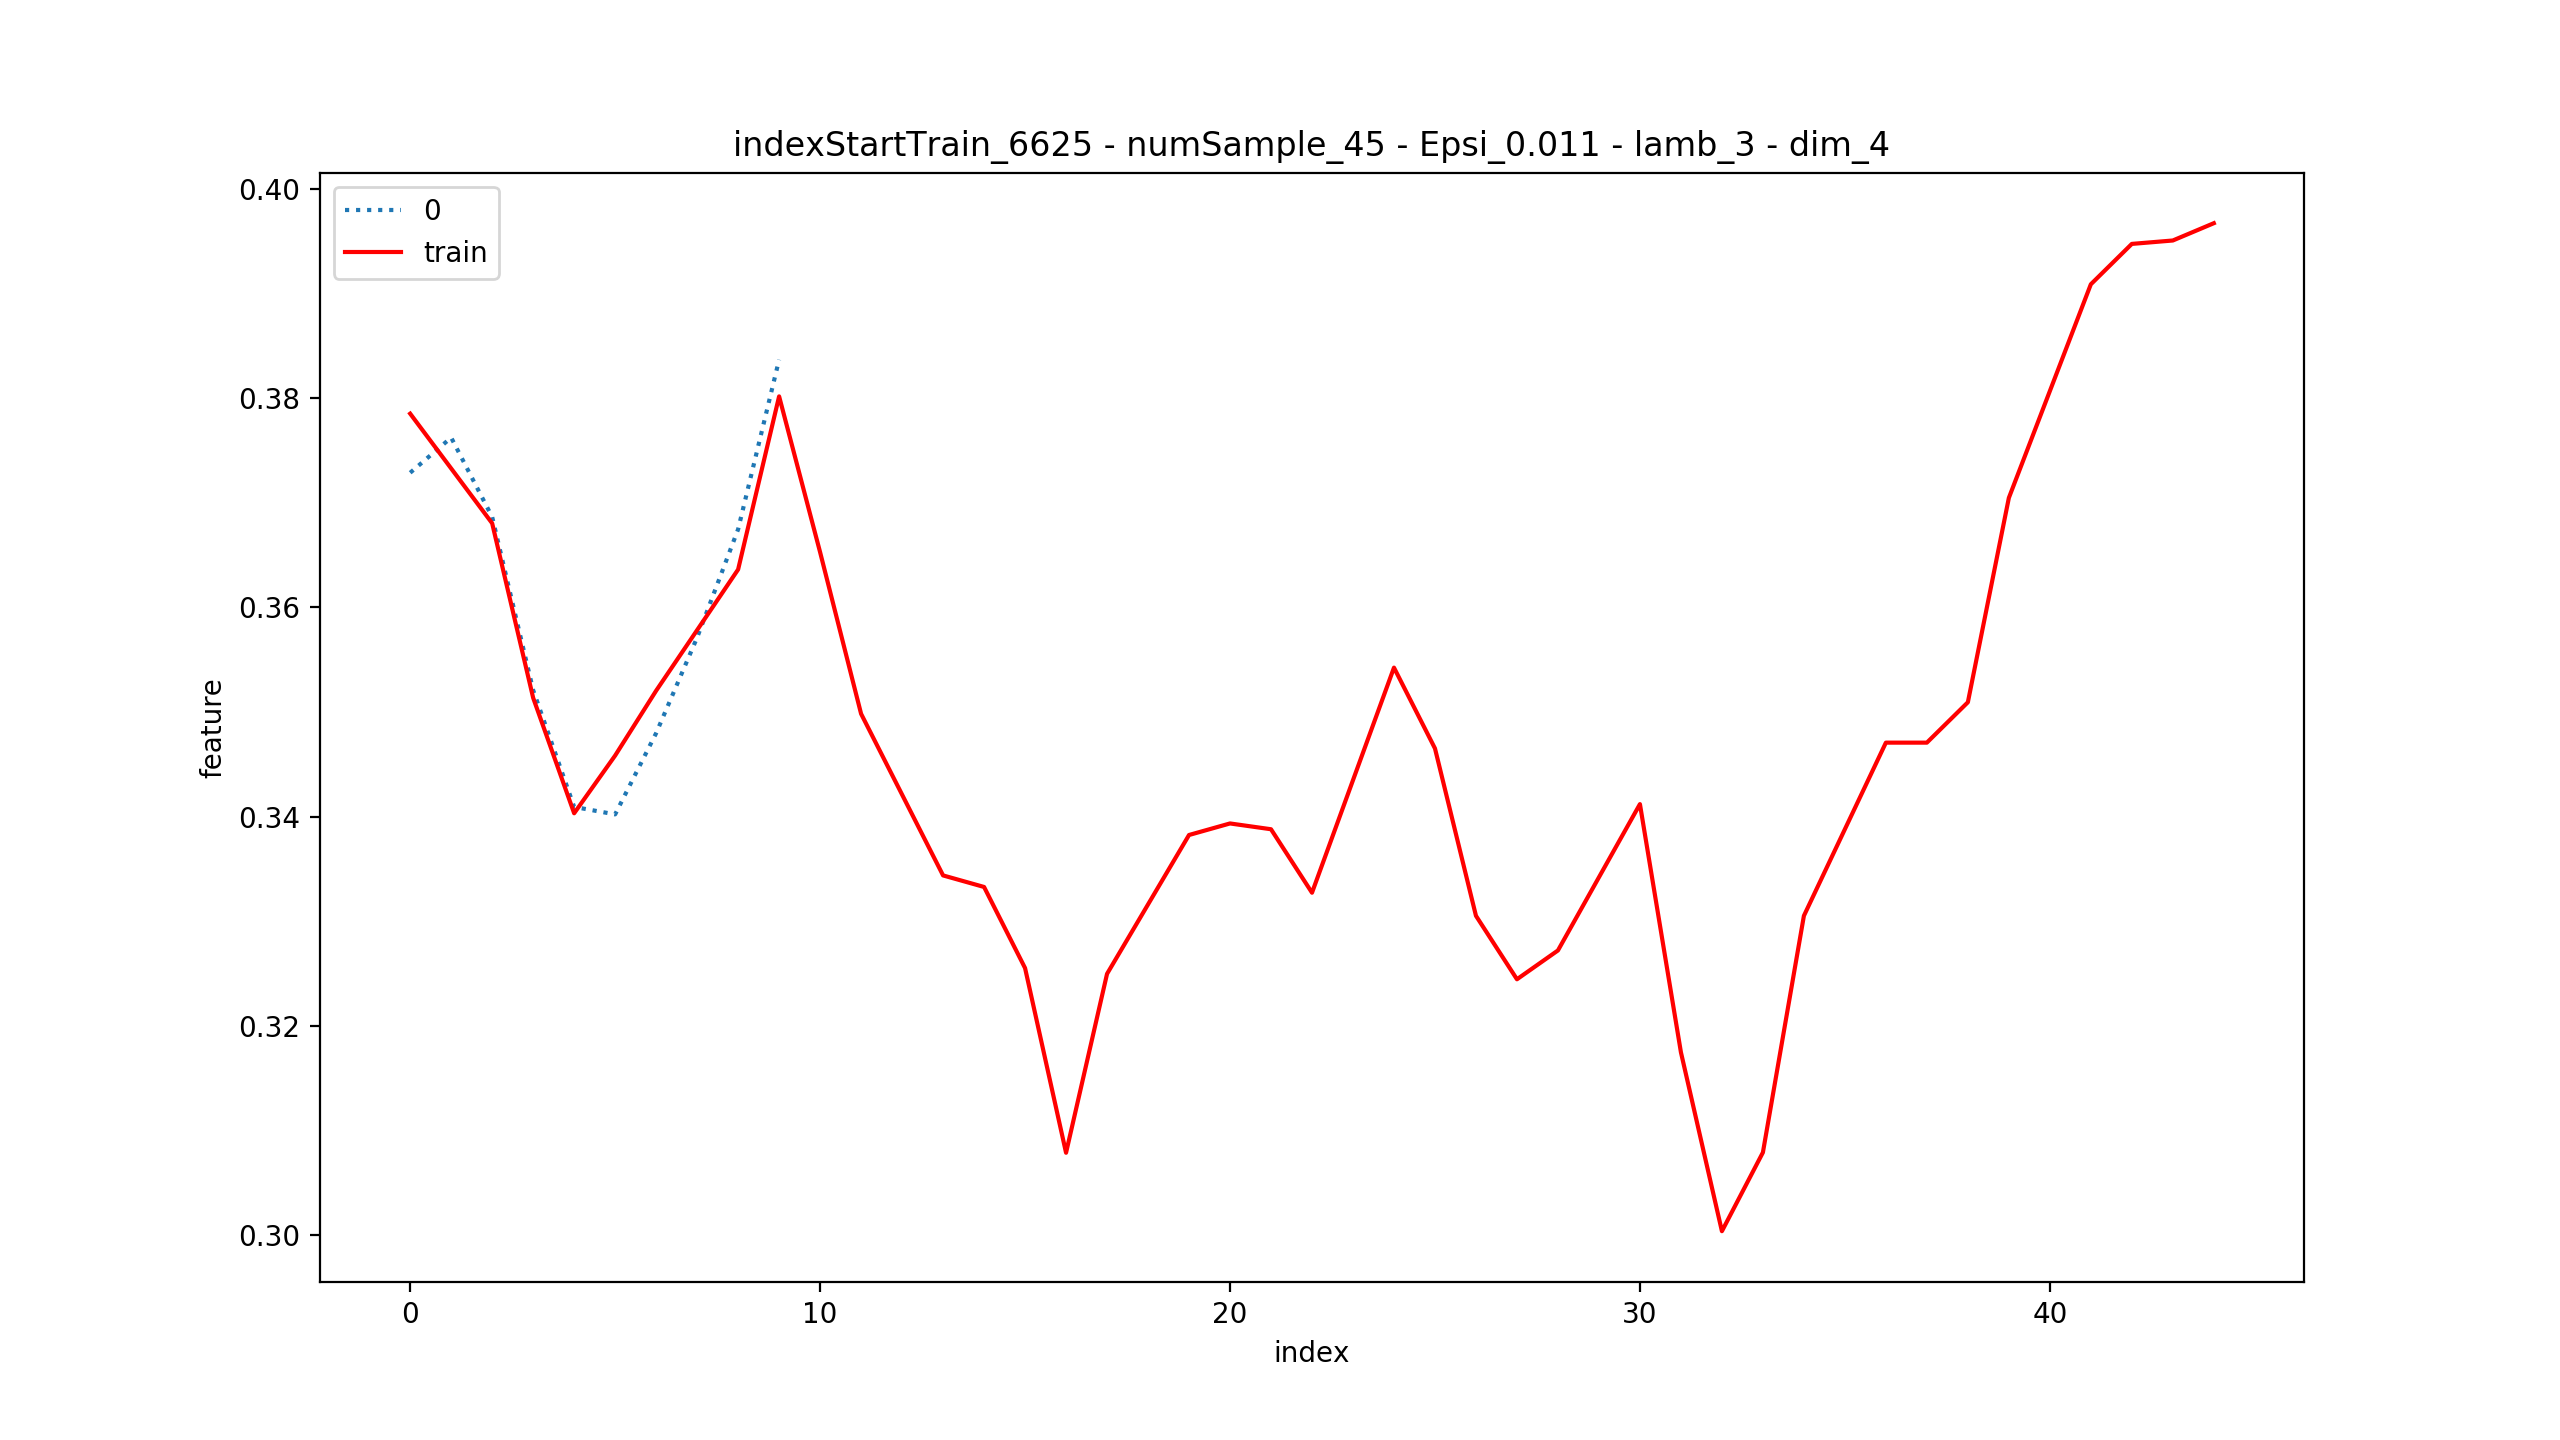 indexStartTrain_6625 - numSample_45 - Epsi_0.011 - lamb_3 - dim_4
0
train
0.40
0.38
0.36
0.34
0.32
0.30
feature
0 10 20 30 40
index